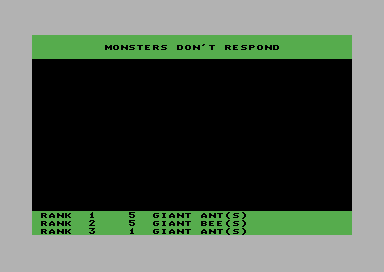 MONSTERS DON'T RESPOND
RANK 1 5 GIANT ANT(S)
RANK 2 5 GIANT BEE(S)
RANK 3 1 GIANT ANT(S)